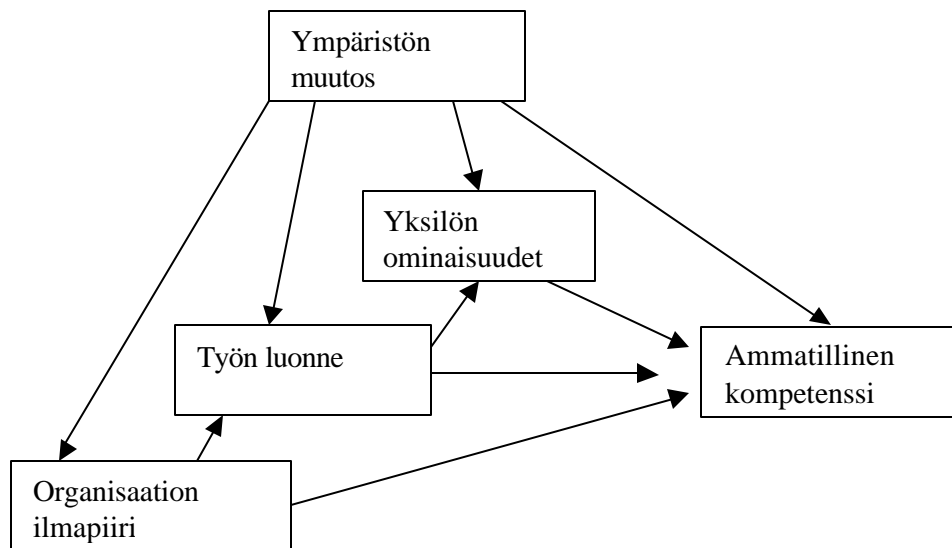 Ympäristön
muutos
Yksilön
ominaisuudet
Työn luonne
Ammatillinen
kompetenssi
Organisaation
ilmapiiri